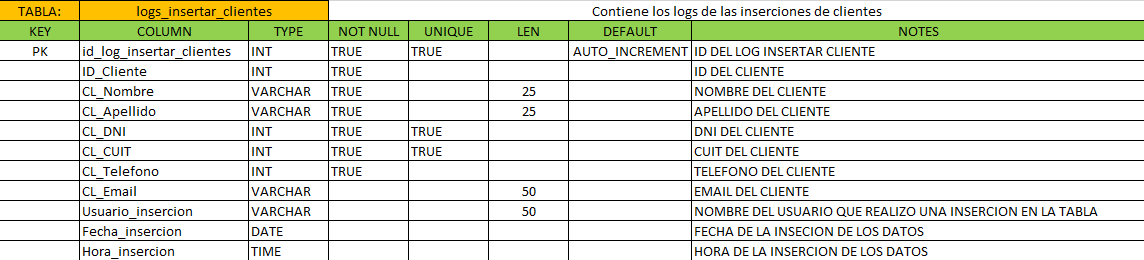 TABLA: logs_insertar_clientes Contiene los logs de las inserciones de clientes
KEY COLUMN TYPE NOT NULL UNIQUE LEN DEFAULT NOTES
PK id_log_insertar_clientes INT TRUE TRUE AUTO_INCREMENT ID DEL LOG INSERTAR CLIENTE
ID_Cliente INT TRUE ID DEL CLIENTE
CL_Nombre VARCHAR TRUE 25 NOMBRE DEL CLIENTE
CL_Apellido VARCHAR TRUE 25 APELLIDO DEL CLIENTE
CL_DNI INT TRUE TRUE DNI DEL CLIENTE
CL_CUIT INT TRUE TRUE CUIT DEL CLIENTE
CL_Telefono INT TRUE TELEFONO DEL CLIENTE
CL_Email VARCHAR 50 EMAIL DEL CLIENTE
Usuario_insercion VARCHAR 50 NOMBRE DEL USUARIO QUE REALIZO UNA INSERCION EN LA TABLA
Fecha_insercion DATE FECHA DE LA INSECION DE LOS DATOS
Hora_insercion TIME HORA DE LA INSERCION DE LOS DATOS